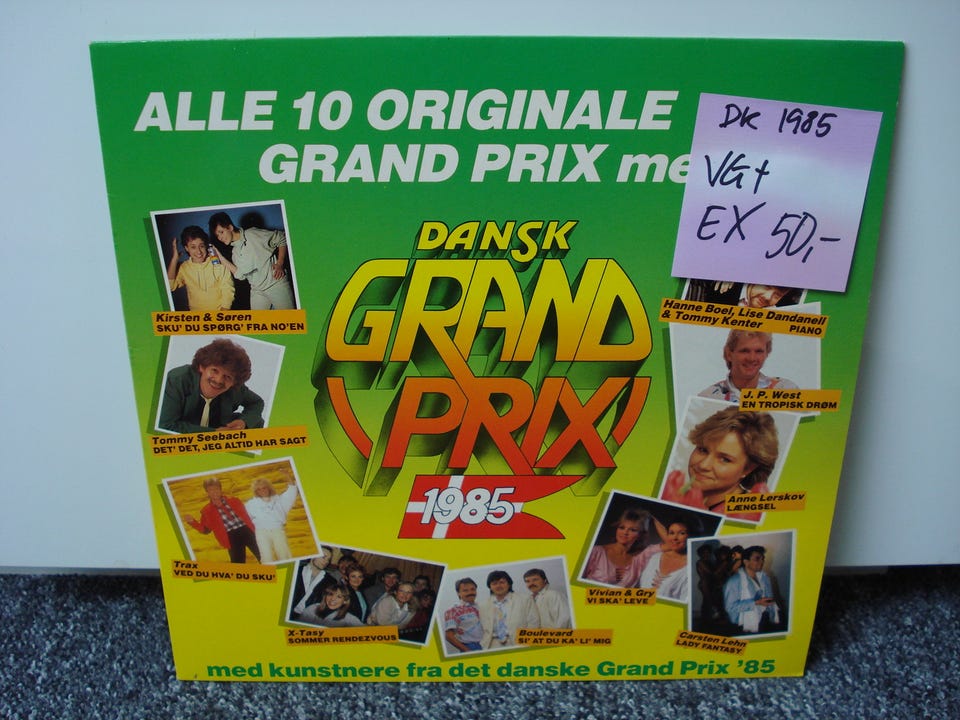 ALLE 10 ORIGINALE
GRAND PRIX me
DK 1985
VG+
EX 50,-
DANSK
GRAND
PRIX
1985
Kirsten & Søren
SKU' DU SPØRG' FRA NO'EN
Hanne Boel, Lise Dandanell
& Tommy Kenter PIANO
Tommy Seebach
DET' DET, JEG ALTID HAR SAGT
J. P. West
EN TROPISK DRØM
Anne Lerskov
LÆNGSEL
Trax
VED DU HVA' DU SKU'
X-Tasy
SOMMER RENDEZVOUS
Boulevard
SI' AT DU KA' LI' MIG
Vivian & Gry
VI SKA' LEVE
Carsten Lehn
LADY FANTASY
med kunstnere fra det danske Grand Prix '85